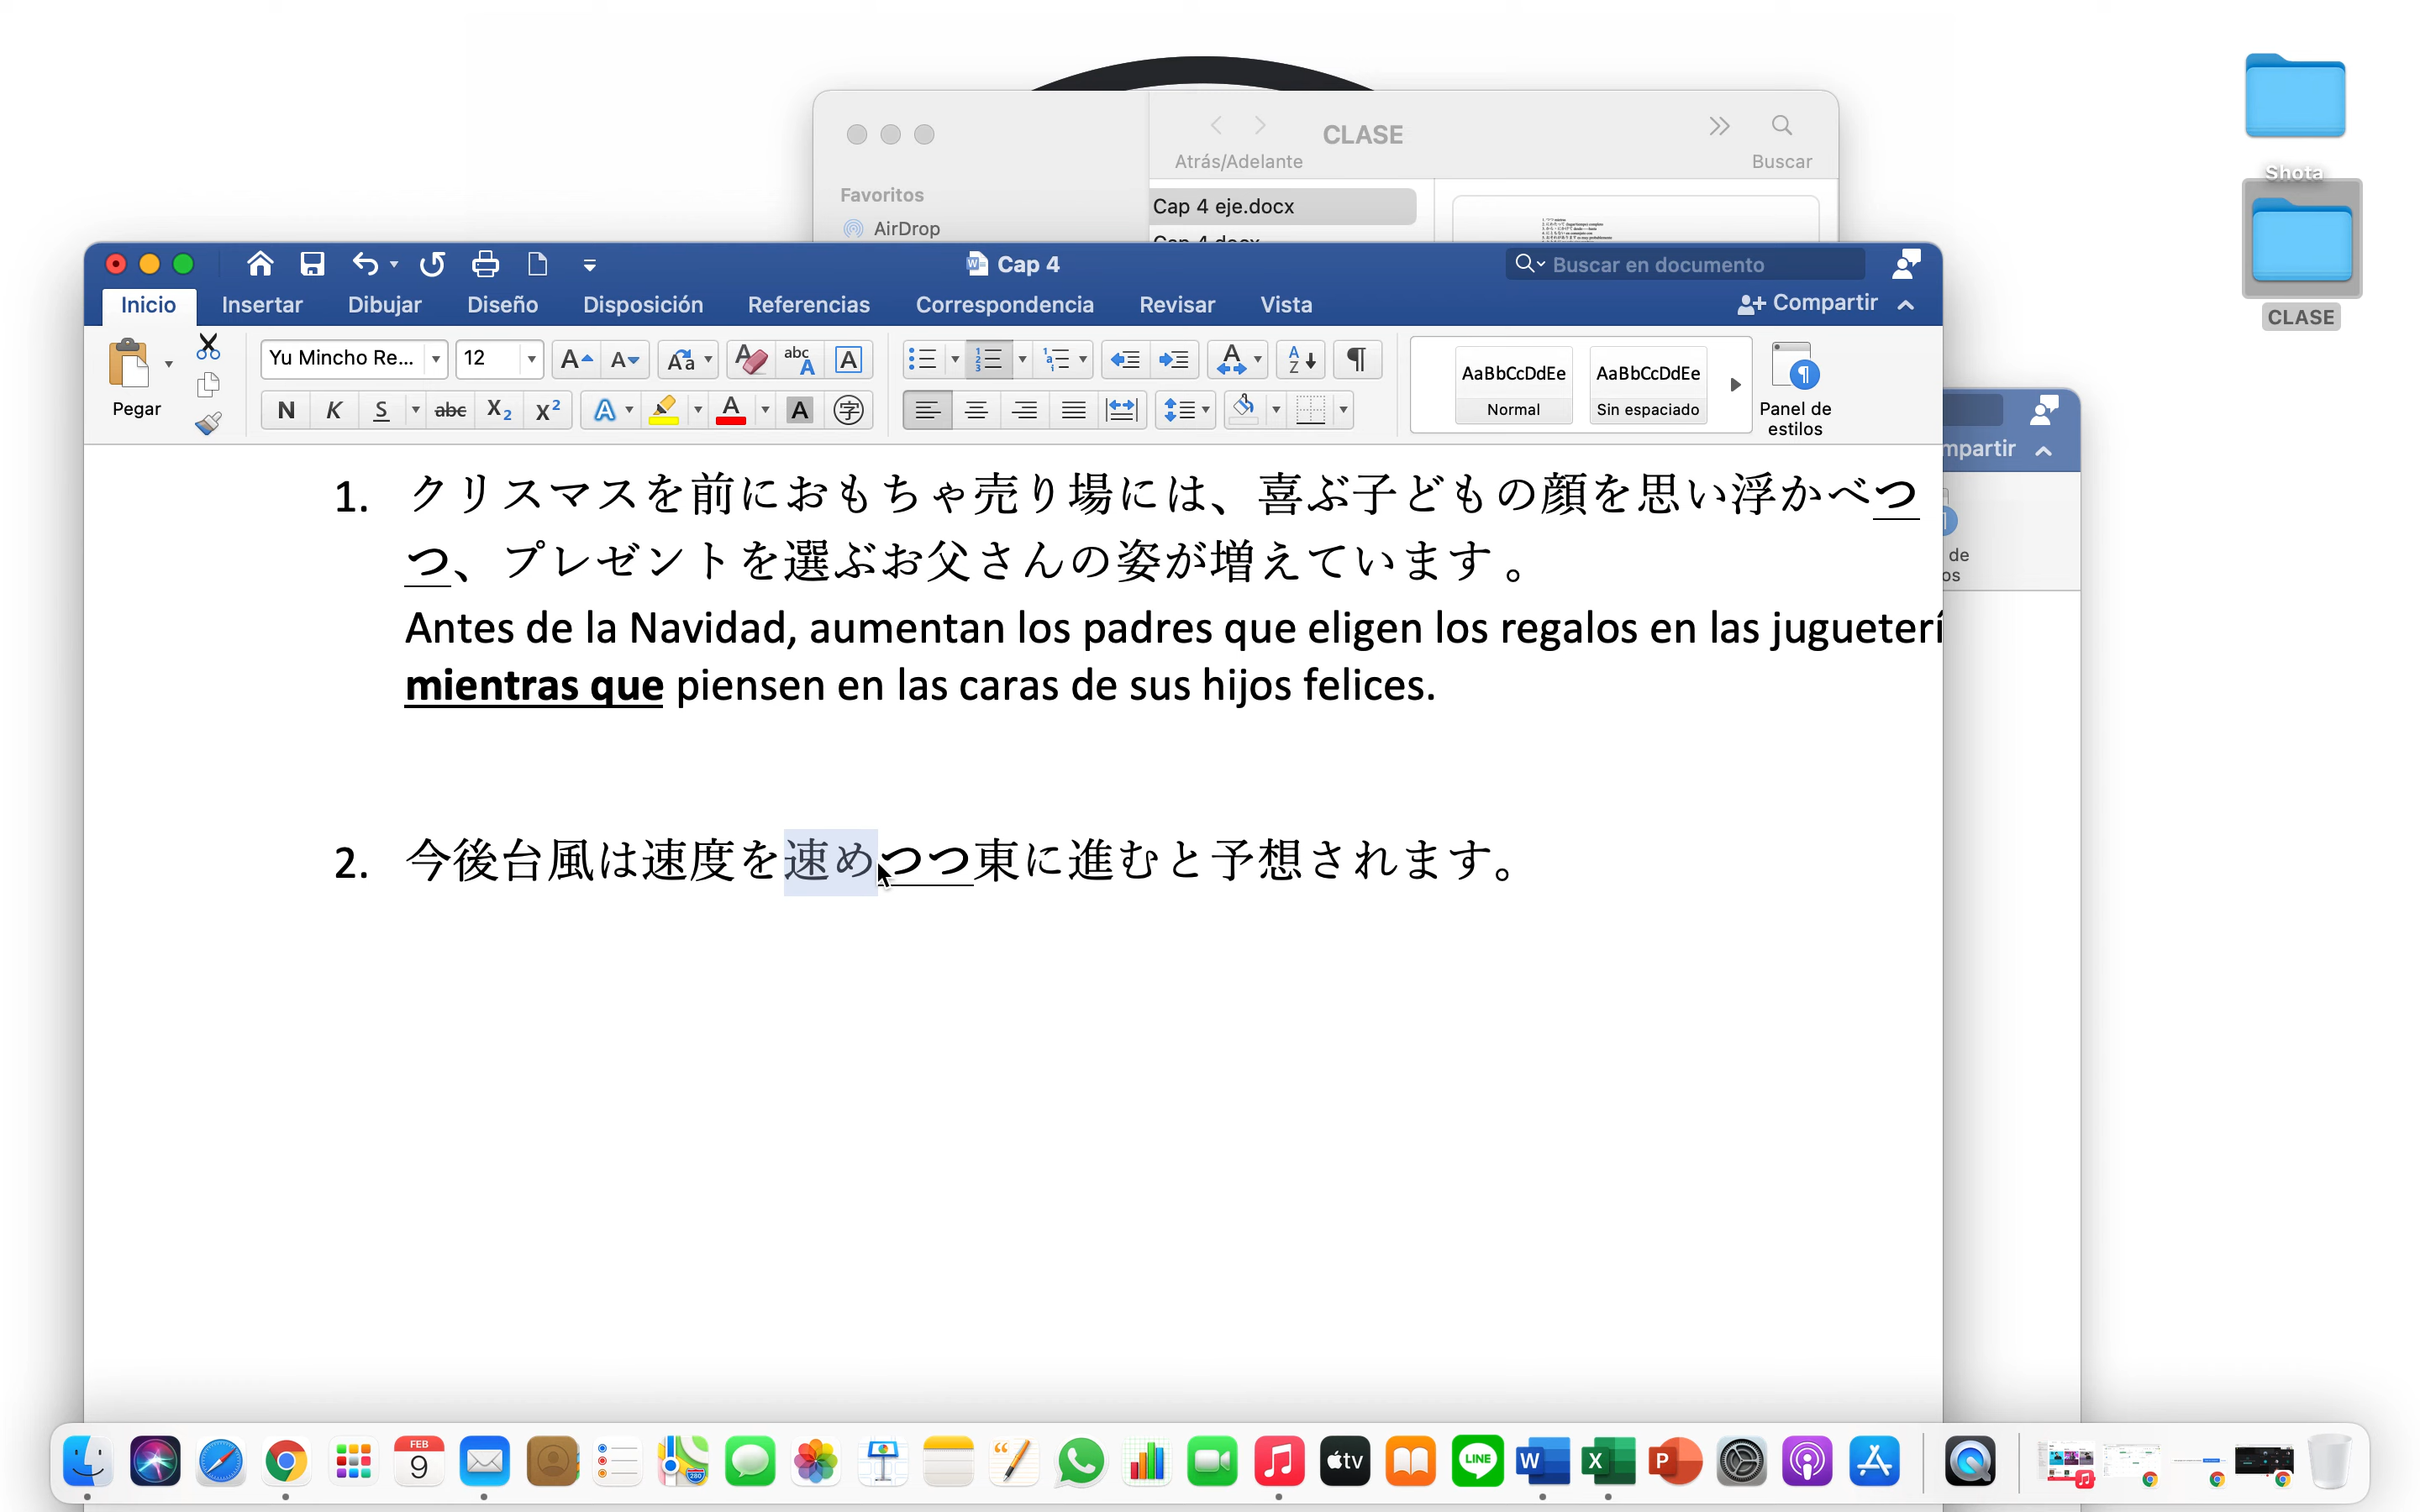 CLASE
Atrás/Adelante
Buscar
Favoritos
AirDrop
Cap 4 eje.docx
Shota
CLASE
Cap 4
Buscar en documento
Inicio
Insertar
Dibujar
Diseño
Disposición
Referencias
Correspondencia
Revisar
Vista
Compartir
Pegar
Yu Mincho Re...
12
AaBbCcDdEe
Normal
AaBbCcDdEe
Sin espaciado
Panel de
estilos
mpartir
de
os
1. クリスマスを前におもちゃ売り場には、喜ぶ子どもの顔を思い浮かべつ
つ、プレゼントを選ぶお父さんの姿が増えています。
Antes de la Navidad, aumentan los padres que eligen los regalos en las jugueterí
mientras que piensen en las caras de sus hijos felices.
2. 今後台風は速度を速めつつ東に進むと予想されます。
FEB
9
tv
LINE